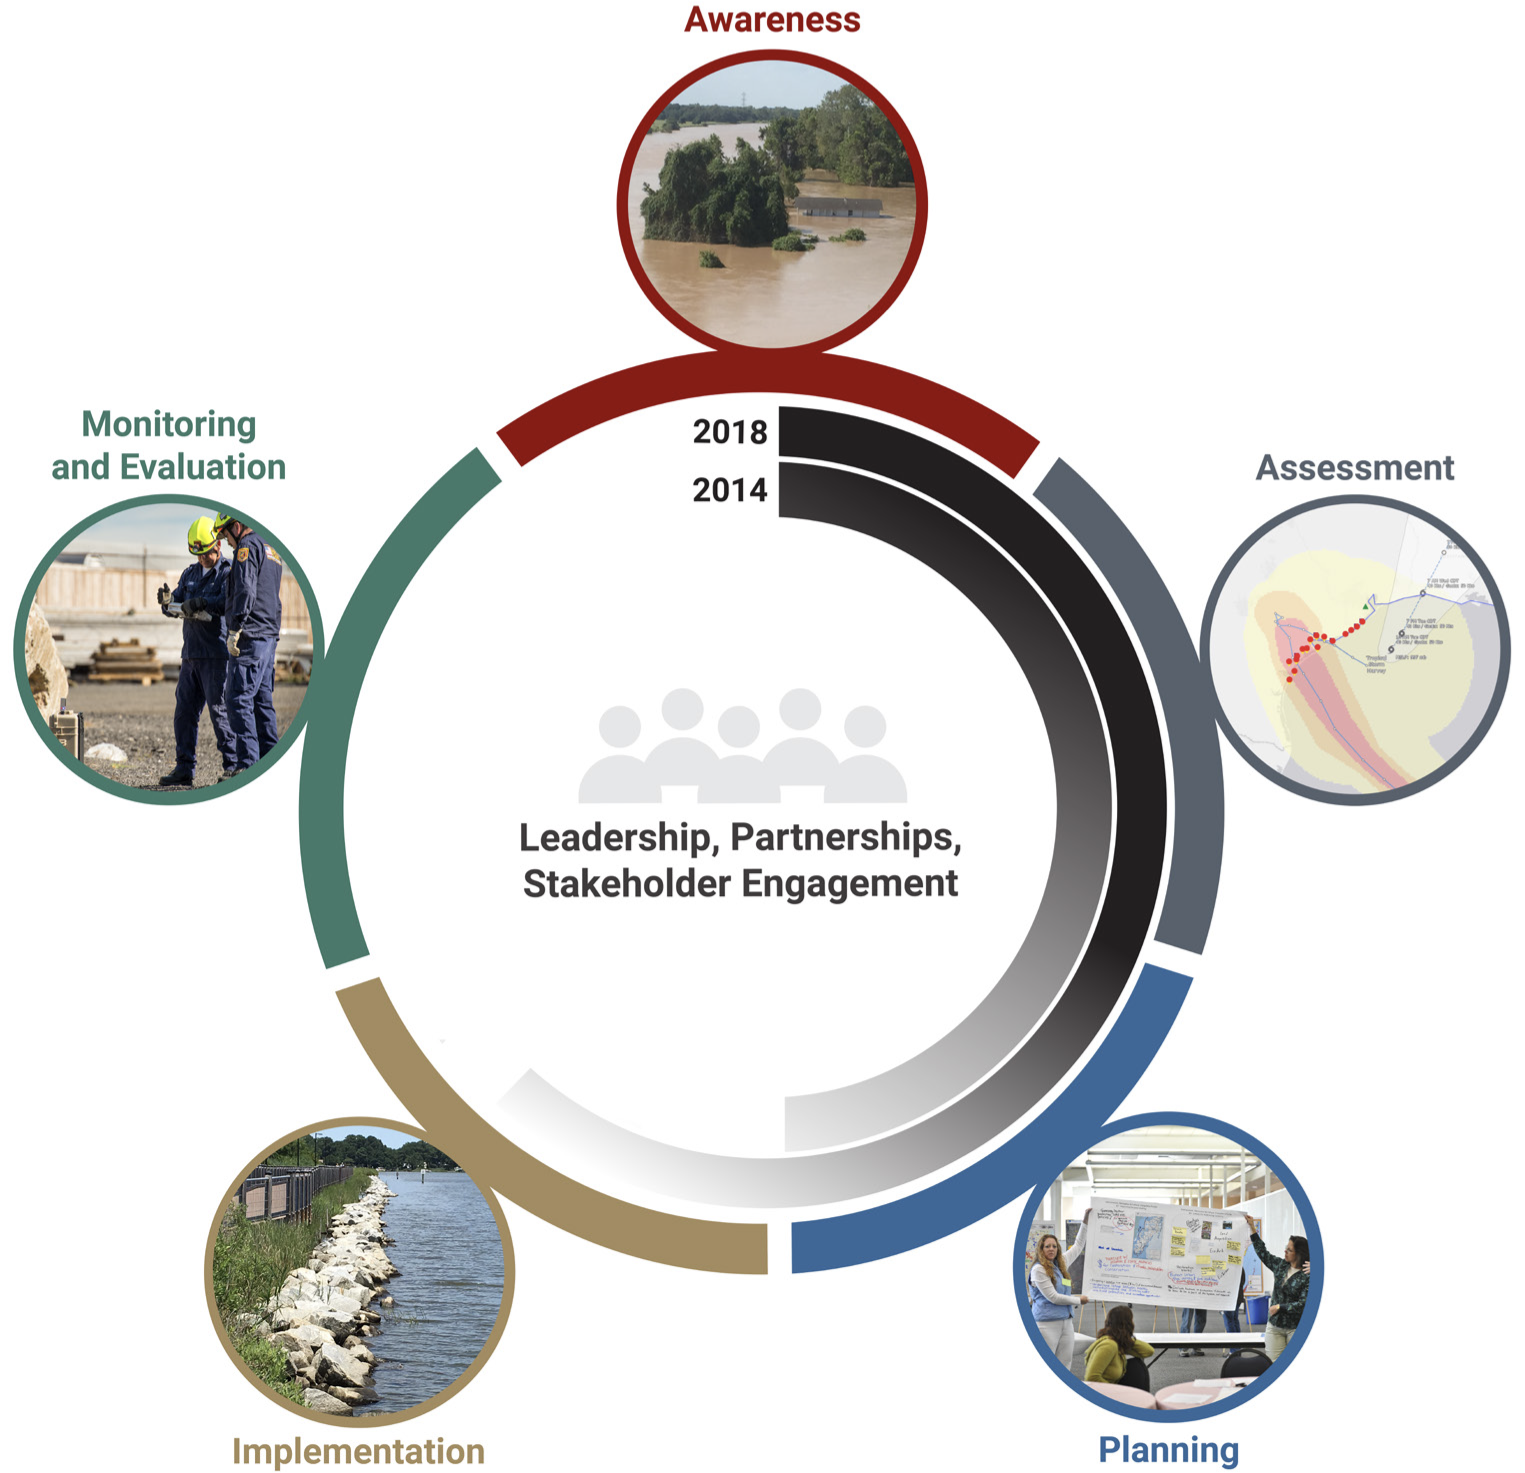 Awareness
2018
2014
Monitoring
and Evaluation
Assessment
Leadership, Partnerships,
Stakeholder Engagement
Implementation
Planning